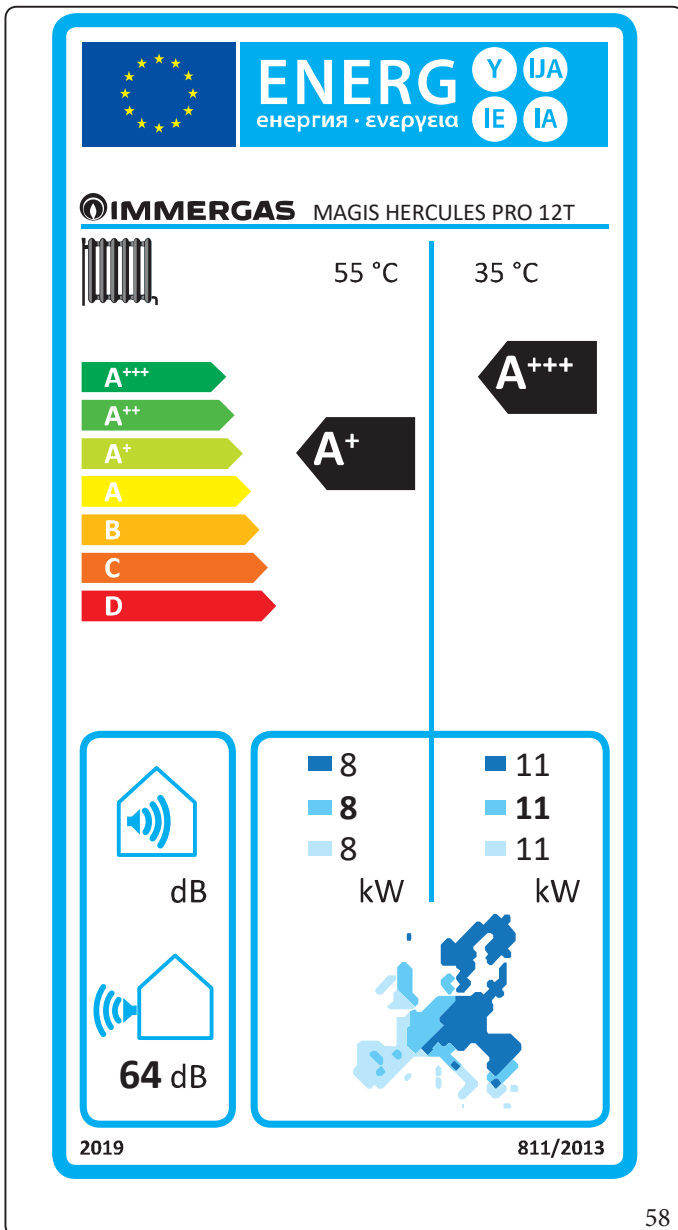 ENERG Y IJA
енергия · ενεργεια IE IA
IMMERGAS MAGIS HERCULES PRO 12T
55 °C 35 °C
A+++ A+++
A++
A+ A+
A
B
C
D
8 11
8 11
8 11
dB kW kW
64 dB
2019 811/2013
58